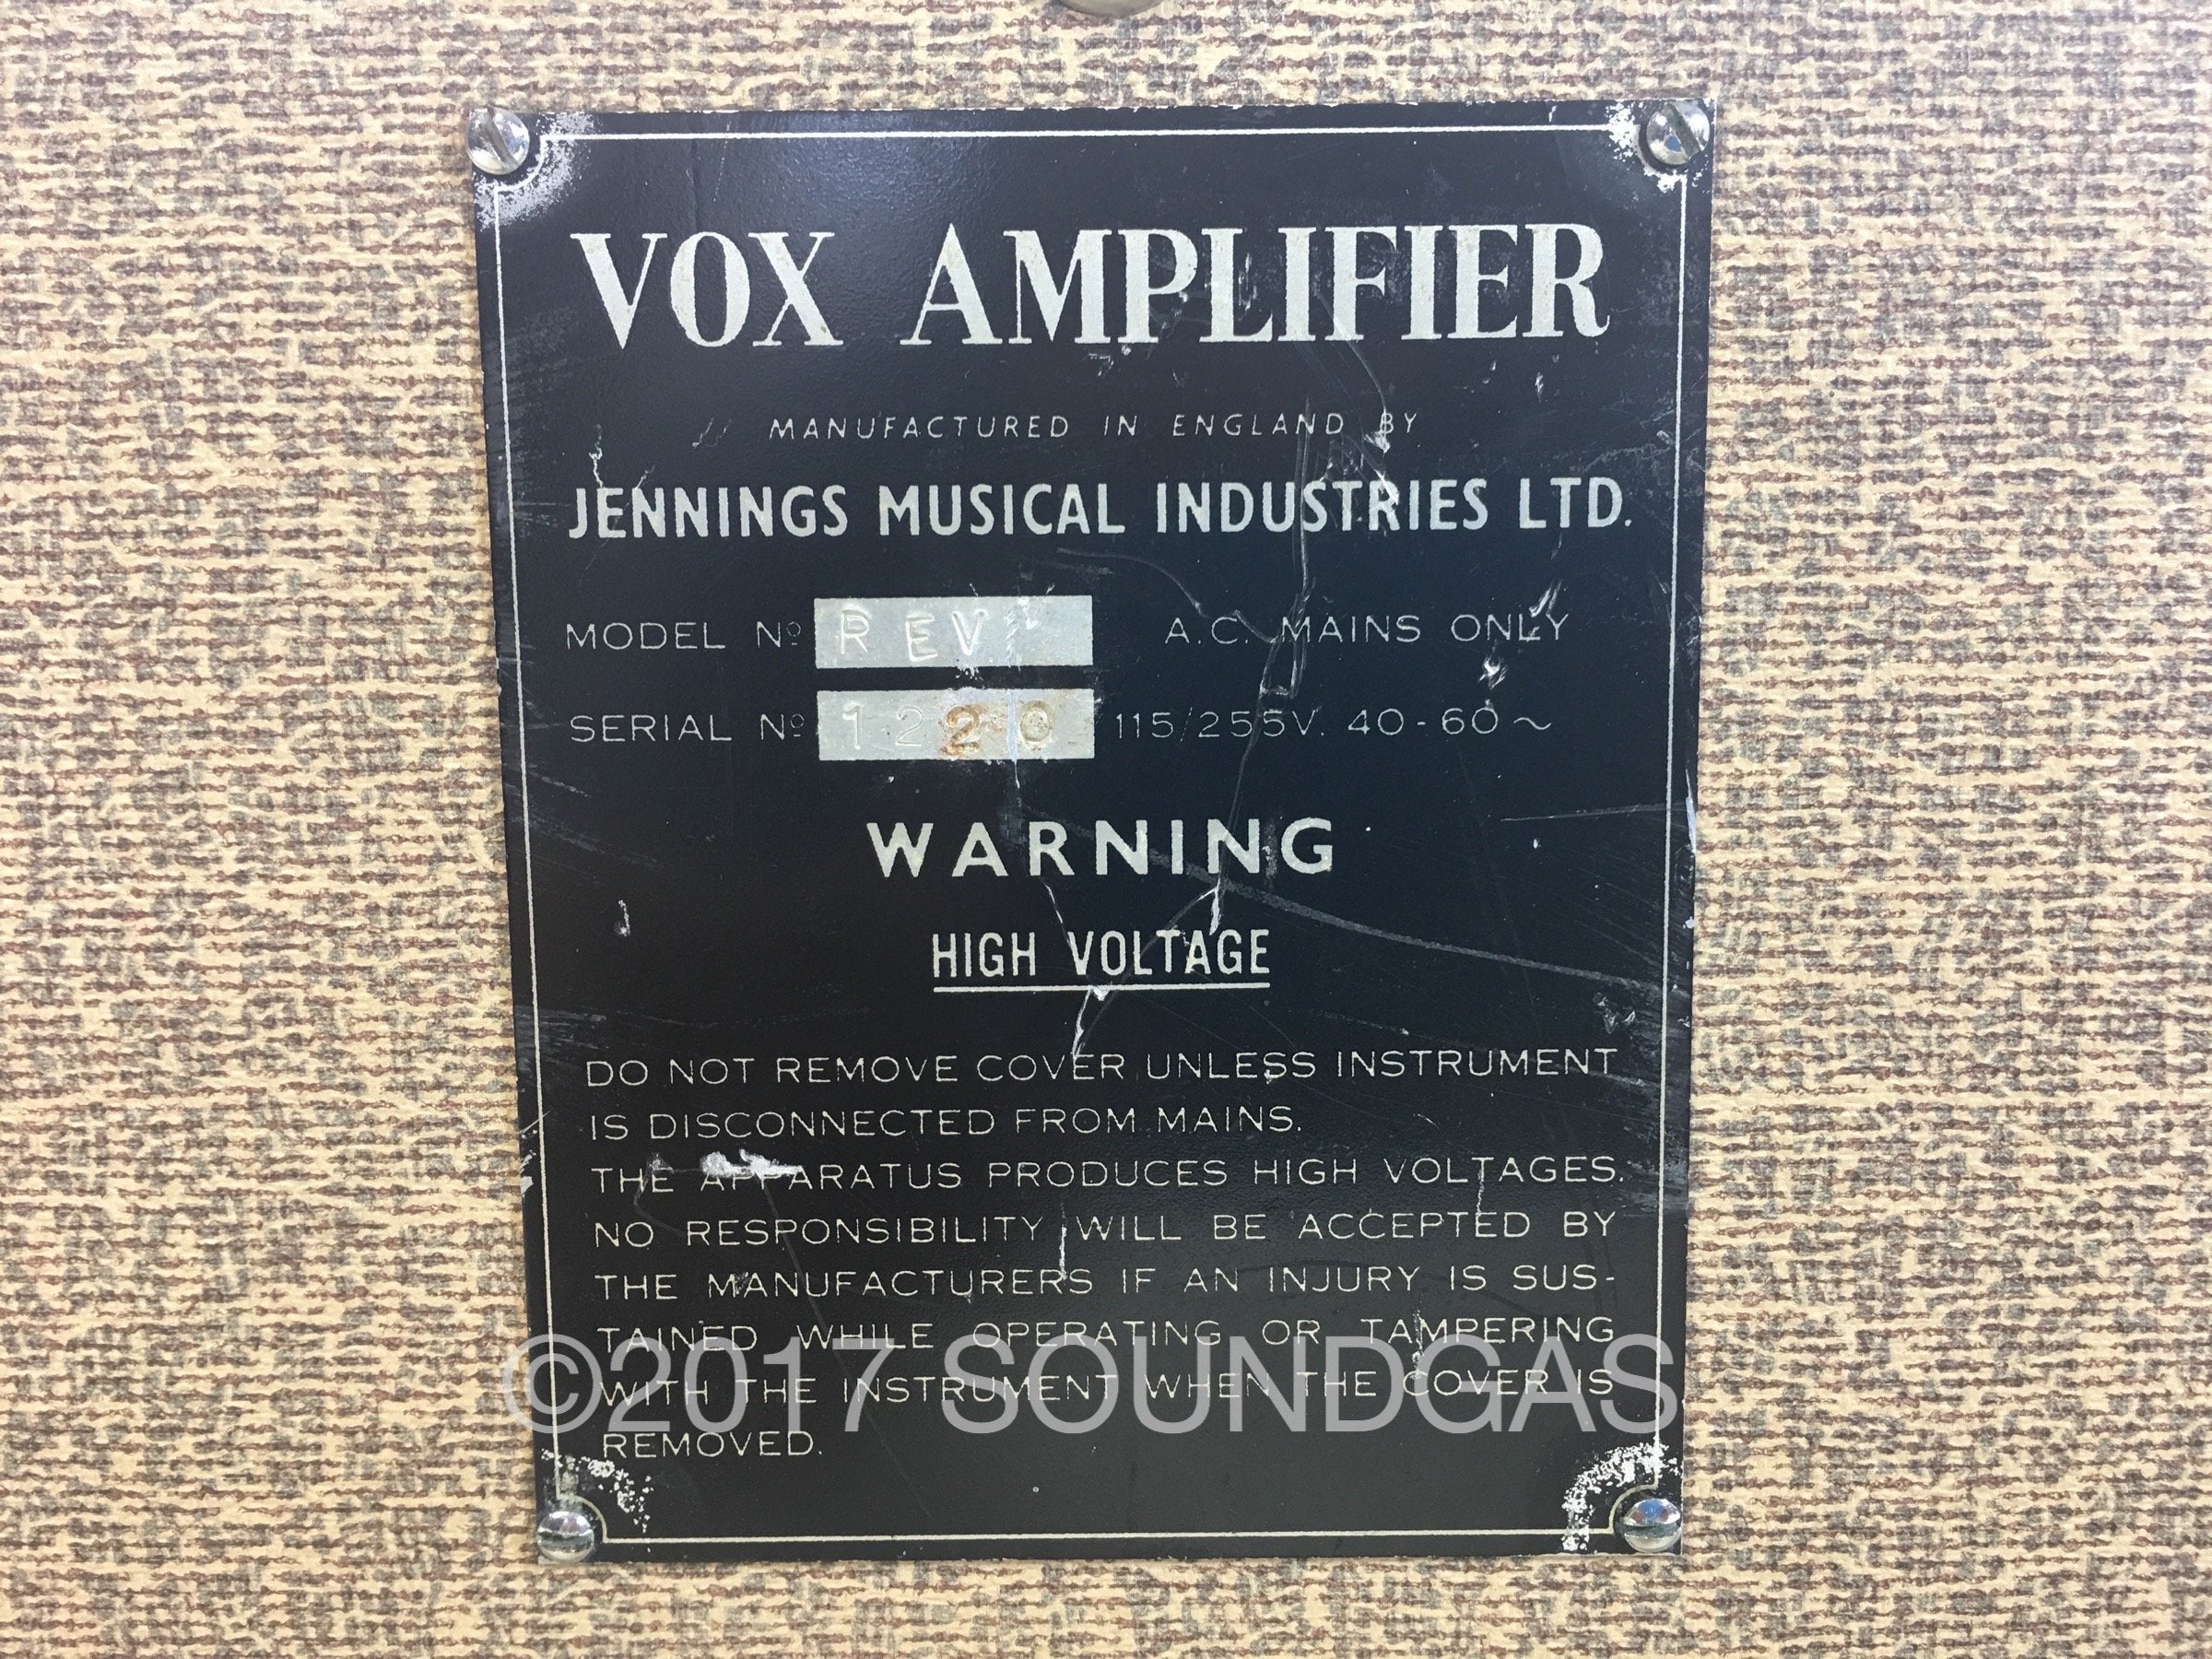 VOX AMPLIFIER
MANUFACTURED IN ENGLAND BY
JENNINGS MUSICAL INDUSTRIES LTD.
MODEL Nº REV A.C. MAINS ONLY
SERIAL Nº 1220 115/255V. 40-60~
WARNING
HIGH VOLTAGE
DO NOT REMOVE COVER UNLESS INSTRUMENT
IS DISCONNECTED FROM MAINS.
THE APPARATUS PRODUCES HIGH VOLTAGES.
NO RESPONSIBILITY WILL BE ACCEPTED BY
THE MANUFACTURERS IF AN INJURY IS SUS-
TAINED WHILE OPERATING OR TAMPERING
WITH THE INSTRUMENT WHEN THE COVER IS
REMOVED.
©2017 SOUNDGAS